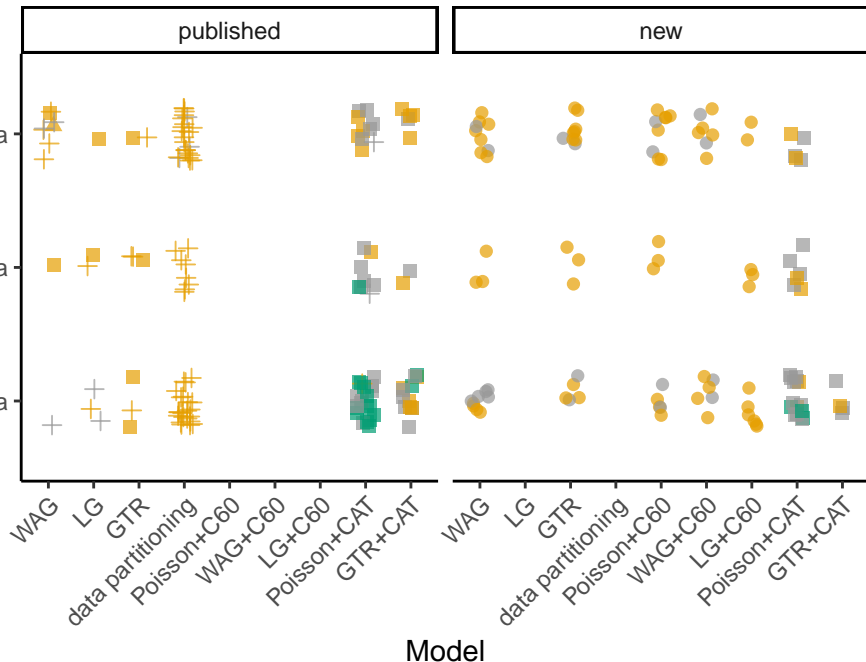 published new
a
a
a
WAG LG GTR data partitioning Poisson+C60 WAG+C60 LG+C60 Poisson+CAT GTR+CAT WAG LG GTR data partitioning Poisson+C60 WAG+C60 LG+C60 Poisson+CAT GTR+CAT
Model